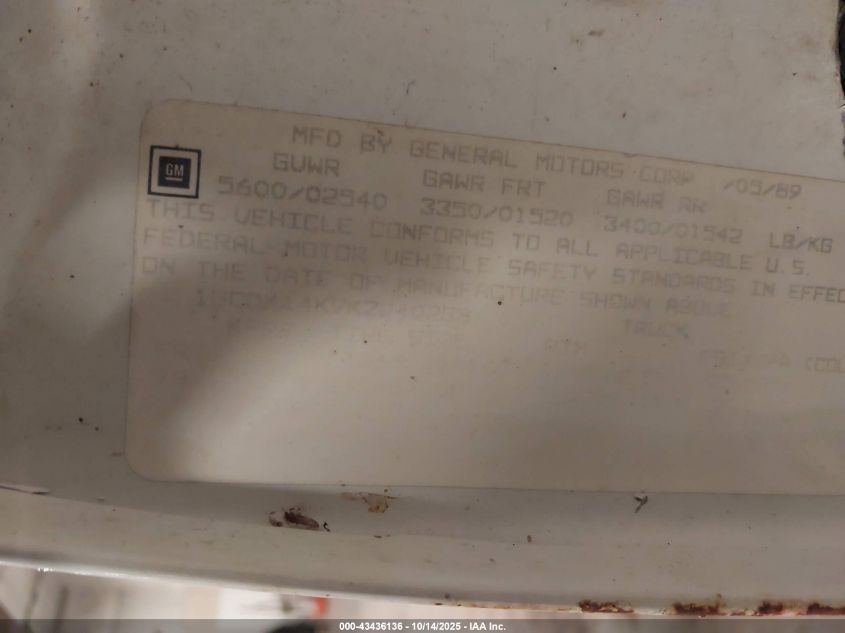 MFD BY GENERAL MOTORS CORP /05/89
GM
GVWR GAWR FRT GAWR RR
5600/02540 3350/01520 3400/01542 LB/KG
THIS VEHICLE CONFORMS TO ALL APPLICABLE U.S.
FEDERAL MOTOR VEHICLE SAFETY STANDARDS IN EFFEC
ON THE DATE OF MANUFACTURE SHOWN ABOVE
TRUCK
000-43436136 - 10/14/2025 - IAA Inc.